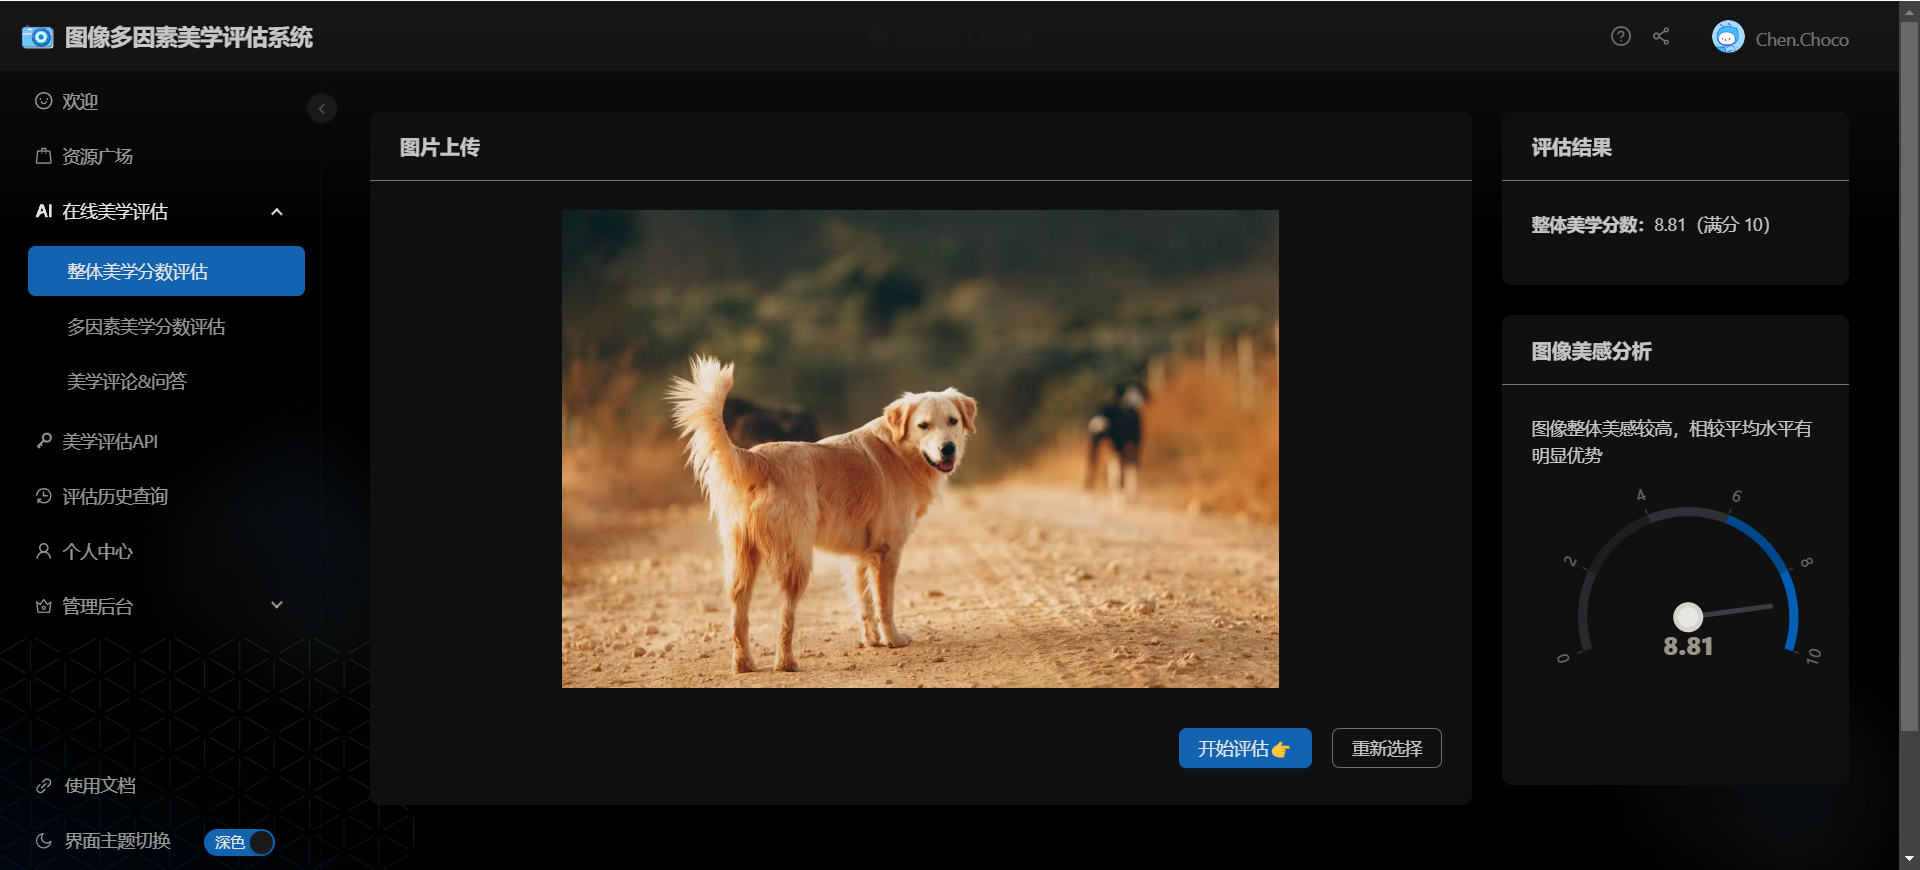 图像多因素美学评估系统
Chen.Choco
欢迎
资源广场
AI 在线美学评估
整体美学分数评估
多因素美学分数评估
美学评论&问答
美学评估API
评估历史查询
个人中心
管理后台
使用文档
界面主题切换 深色
图片上传
开始评估👉
重新选择
评估结果
整体美学分数：8.81（满分 10）
图像美感分析
图像整体美感较高，相较平均水平有
明显优势
0
2
4
6
8
10
8.81